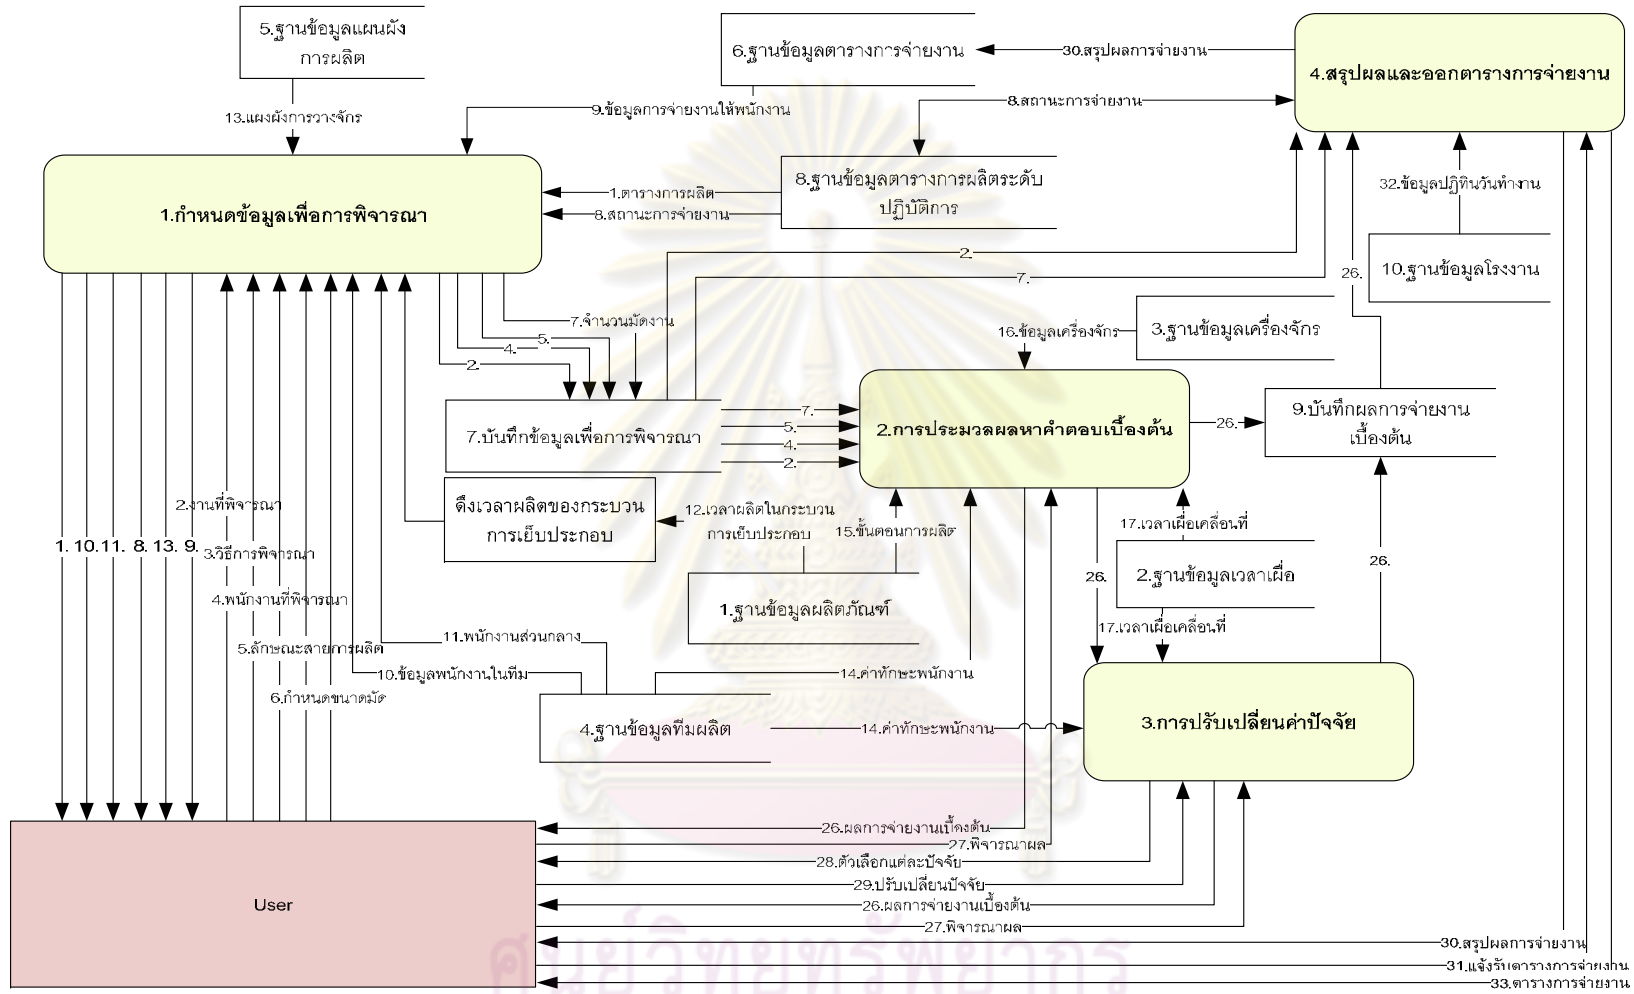 5.ฐานข้อมูลแผนผัง
การผลิต
6.ฐานข้อมูลตารางการจ่ายงาน
30.สรุปผลการจ่ายงาน
4.สรุปผลและออกตารางการจ่ายงาน
13.แผงผังการวางจักร
9.ข้อมูลการจ่ายงานให้พนักงาน
8.สถานะการจ่ายงาน
1.กำหนดข้อมูลเพื่อการพิจารณา
1.ตารางการผลิต
8.สถานะการจ่ายงาน
8.ฐานข้อมูลตารางการผลิตระดับ
ปฏิบัติการ
32.ข้อมูลปฏิทินวันทำงาน
2.
7.
26.
10.ฐานข้อมูลโรงงาน
7.จำนวนมัดงาน
5.
4.
2.
16.ข้อมูลเครื่องจักร
3.ฐานข้อมูลเครื่องจักร
7.บันทึกข้อมูลเพื่อการพิจารณา
7.
5.
4.
2.
2.การประมวลผลหาคำตอบเบื้องต้น
26.
9.บันทึกผลการจ่ายงาน
เบื้องต้น
2.งานที่พิจารณา
ดึงเวลาผลิตของกระบวน
การเย็บประกอบ
12.เวลาผลิตในกระบวน
การเย็บประกอบ
15.ขั้นตอนการผลิต
17.เวลาเผื่อเคลื่อนที่
1. 10. 11. 8. 13. 9.
3.วิธีการพิจารณา
26.
2.ฐานข้อมูลเวลาเผื่อ
26.
4.พนักงานที่พิจารณา
1.ฐานข้อมูลผลิตภัณฑ์
17.เวลาเผื่อเคลื่อนที่
11.พนักงานส่วนกลาง
5.ลักษณะสายการผลิต
10.ข้อมูลพนักงานในทีม
14.ค่าทักษะพนักงาน
6.กำหนดขนาดมัด
4.ฐานข้อมูลทีมผลิต
14.ค่าทักษะพนักงาน
3.การปรับเปลี่ยนค่าปัจจัย
26.ผลการจ่ายงานเบื้องต้น
27.พิจารณาผล
28.ตัวเลือกแต่ละปัจจัย
29.ปรับเปลี่ยนปัจจัย
User
26.ผลการจ่ายงานเบื้องต้น
27.พิจารณาผล
30.สรุปผลการจ่ายงาน
31.แจ้งรับตารางการจ่ายงาน
33.ตารางการจ่ายงาน
ศูนย์วิทยทรัพยากร